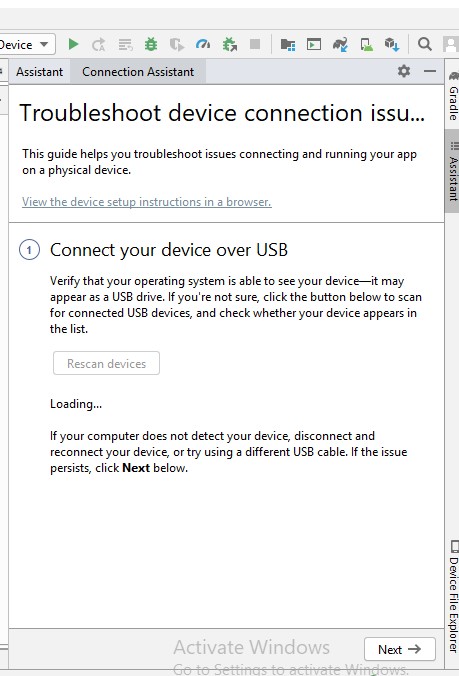 Device
Assistant
Connection Assistant
Troubleshoot device connection issu...
This guide helps you troubleshoot issues connecting and running your app
on a physical device.
View the device setup instructions in a browser.
1 Connect your device over USB
Verify that your operating system is able to see your device—it may
appear as a USB drive. If you're not sure, click the button below to scan
for connected USB devices, and check whether your device appears in
the list.
Rescan devices
Loading...
If your computer does not detect your device, disconnect and
reconnect your device, or try using a different USB cable. If the issue
persists, click Next below.
Activate Windows
Go to Settings to activate Windows.
Next
Gradle
Assistant
Device File Explorer